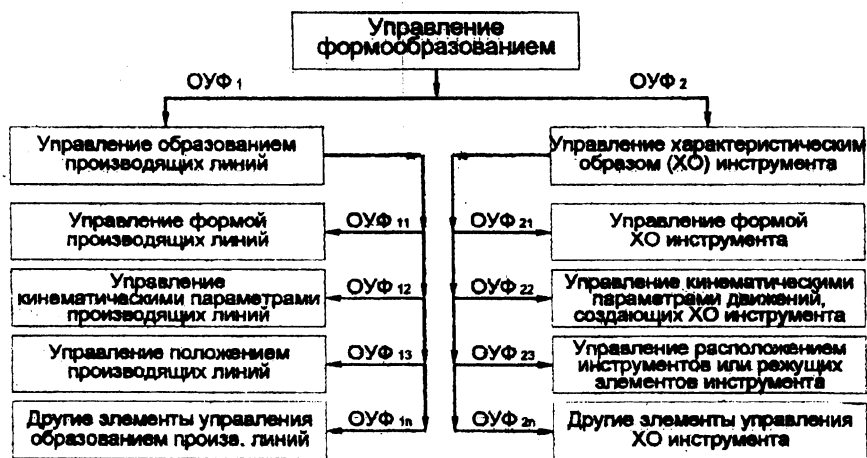 Управление
формообразованием
ОУФ 1
ОУФ 2
Управление образованием
производящих линий
Управление характеристическим
образом (ХО) инструмента
Управление формой
производящих линий
ОУФ 11
ОУФ 21
Управление формой
ХО инструмента
Управление
кинематическими параметрами
производящих линий
ОУФ 12
ОУФ 22
Управление кинематическими
параметрами движений,
создающих ХО инструмента
Управление положением
производящих линий
ОУФ 13
ОУФ 23
Управление расположением
инструментов или режущих
элементов инструмента
Другие элементы управления
образованием произв. линий
ОУФ 1n
ОУФ 2n
Другие элементы управления
ХО инструмента